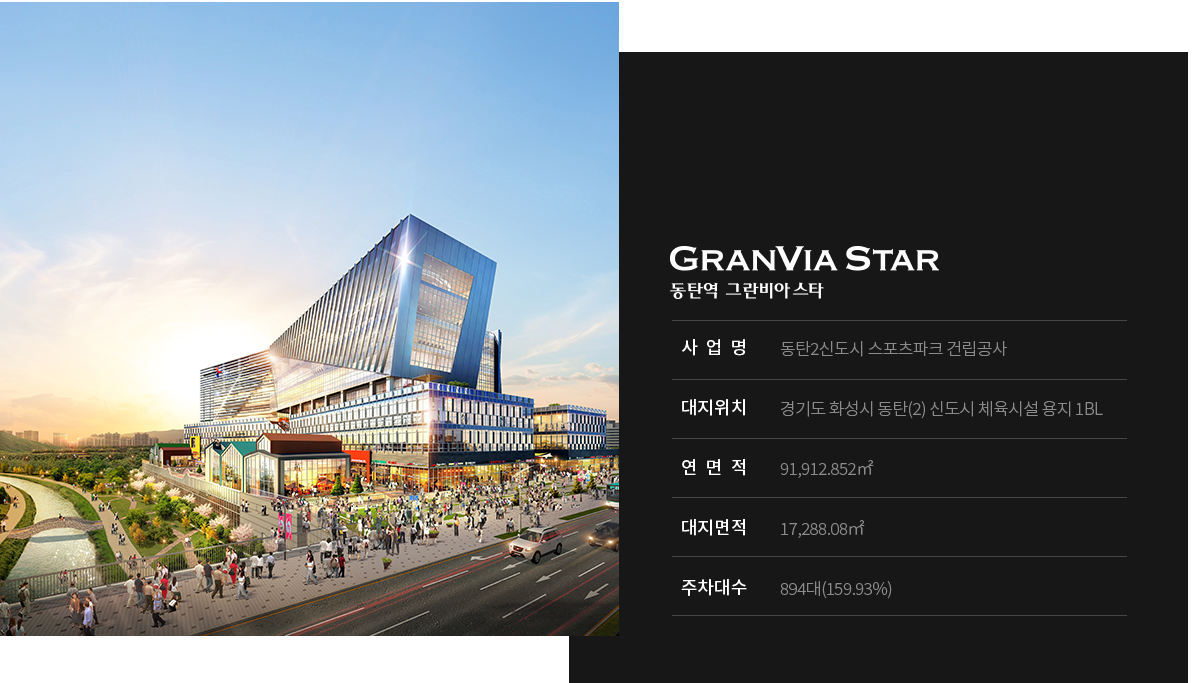 GRANVIA STAR
동탄역 그란비아스타
사 업 명 동탄2신도시 스포츠파크 건립공사
대지위치 경기도 화성시 동탄(2) 신도시 체육시설 용지 1BL
연 면 적 91,912.852㎡
대지면적 17,288.08㎡
주차대수 894대(159.93%)